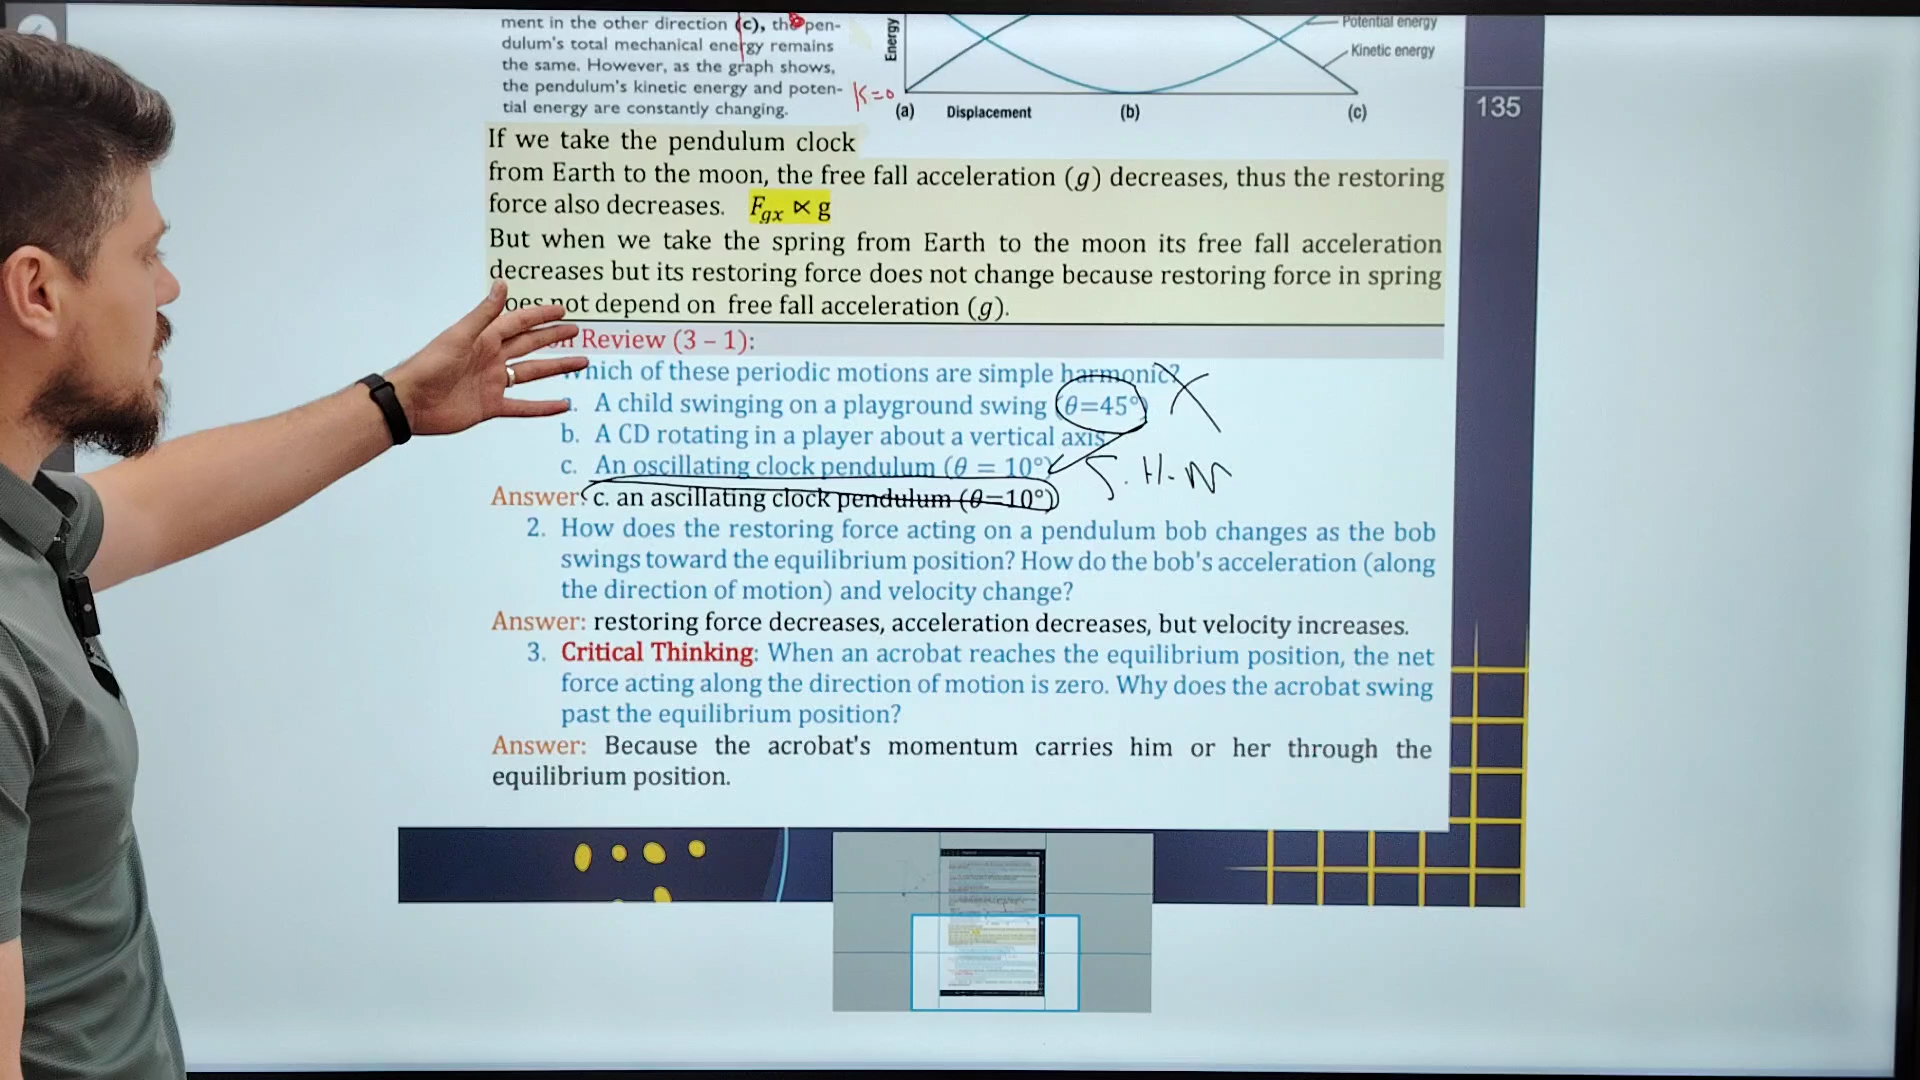 ment in the other direction (c), the pen-
dulum's total mechanical energy remains
the same. However, as the graph shows,
the pendulum's kinetic energy and poten-
tial energy are constantly changing.
K=0
Energy
Potential energy
Kinetic energy
(a) Displacement (b) (c)
135
If we take the pendulum clock
from Earth to the moon, the free fall acceleration (g) decreases, thus the restoring
force also decreases. Fgx ∝ g
But when we take the spring from Earth to the moon its free fall acceleration
decreases but its restoring force does not change because restoring force in spring
not depend on free fall acceleration (g).
Review (3 – 1):
Which of these periodic motions are simple harmonic?
a. A child swinging on a playground swing (θ=45°) X
b. A CD rotating in a player about a vertical axis
c. An oscillating clock pendulum (θ = 10°) S.H.M
Answer: c. an ascillating clock pendulum (θ=10°)
2. How does the restoring force acting on a pendulum bob changes as the bob
swings toward the equilibrium position? How do the bob's acceleration (along
the direction of motion) and velocity change?
Answer: restoring force decreases, acceleration decreases, but velocity increases.
3. Critical Thinking: When an acrobat reaches the equilibrium position, the net
force acting along the direction of motion is zero. Why does the acrobat swing
past the equilibrium position?
Answer: Because the acrobat's momentum carries him or her through the
equilibrium position.